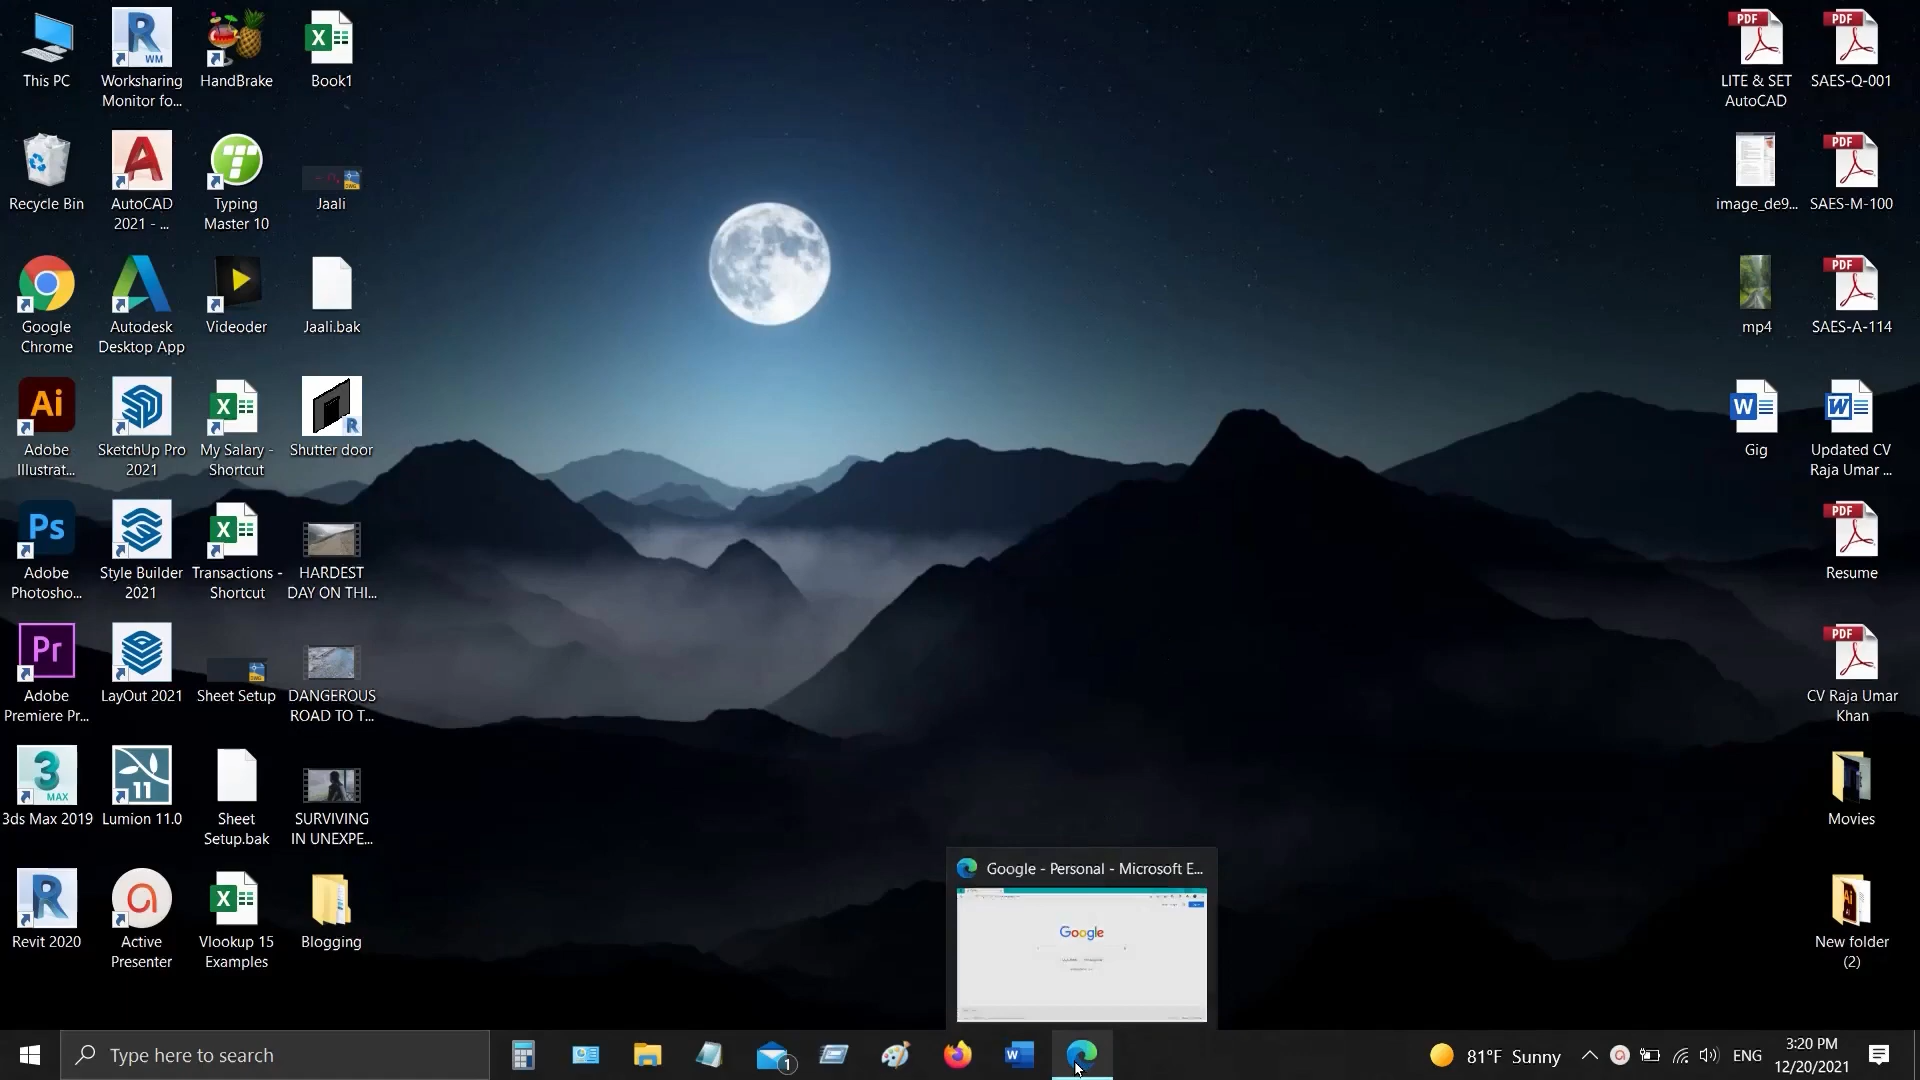 This PC
Worksharing
Monitor fo...
HandBrake
Book1
Recycle Bin
AutoCAD
2021 - ...
Typing
Master 10
Jaali
Google
Chrome
Autodesk
Desktop App
Videoder
Jaali.bak
Adobe
Illustrat...
SketchUp Pro
2021
My Salary -
Shortcut
Shutter door
Adobe
Photosho...
Style Builder
2021
Transactions -
Shortcut
HARDEST
DAY ON THI...
Adobe
Premiere Pr...
LayOut 2021
Sheet Setup
DANGEROUS
ROAD TO T...
3ds Max 2019
Lumion 11.0
Sheet
Setup.bak
SURVIVING
IN UNEXPE...
Revit 2020
Active
Presenter
Vlookup 15
Examples
Blogging
LITE & SET
AutoCAD
SAES-Q-001
image_de9...
SAES-M-100
mp4
SAES-A-114
Gig
Updated CV
Raja Umar ...
Resume
CV Raja Umar
Khan
Movies
New folder
(2)
Google - Personal - Microsoft E...
Google
Type here to search
1
81°F Sunny
ENG
3:20 PM
12/20/2021